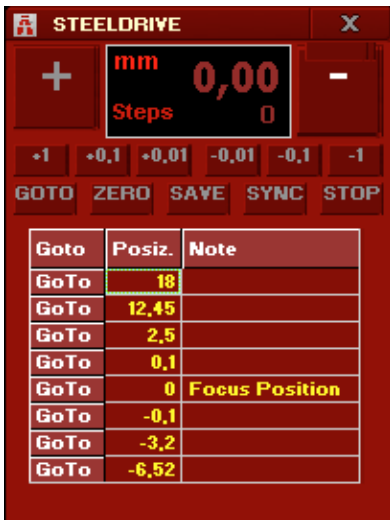 STEELDRIVE X
+ mm 0,00 -
Steps 0
+1 +0,1 +0,01 -0,01 -0,1 -1
GOTO ZERO SAVE SYNC STOP
Goto Posiz. Note
GoTo 18
GoTo 12,45
GoTo 2,5
GoTo 0,1
GoTo 0 Focus Position
GoTo -0,1
GoTo -3,2
GoTo -6,52